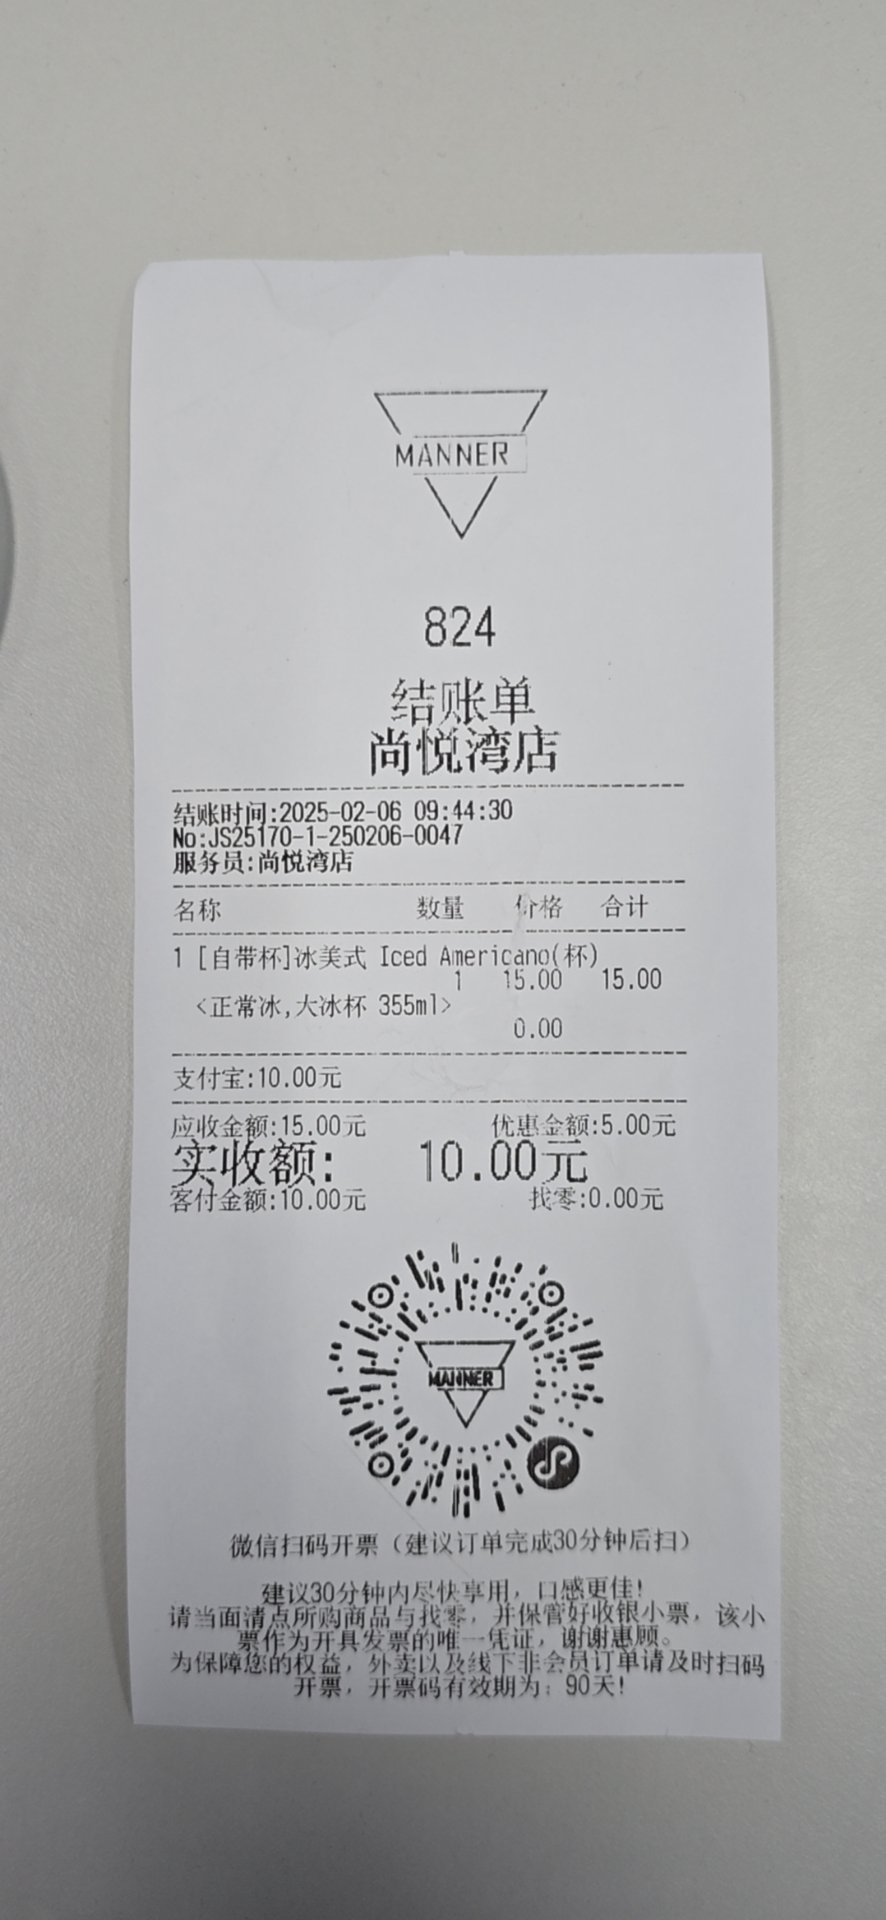 MANNER
824
结账单
尚悦湾店
结账时间:2025-02-06 09:44:30
No:JS25170-1-250206-0047
服务员:尚悦湾店
名称 数量 价格 合计
1 [自带杯]冰美式 Iced Americano(杯)
1 15.00 15.00
<正常冰,大冰杯 355ml>
0.00
支付宝:10.00元
应收金额:15.00元 优惠金额:5.00元
实收额: 10.00元
客付金额:10.00元 找零:0.00元
MANNER
微信扫码开票（建议订单完成30分钟后扫）
建议30分钟内尽快享用，口感更佳!
请当面清点所购商品与找零，并保管好收银小票，该小
票作为开具发票的唯一凭证，谢谢惠顾。
为保障您的权益，外卖以及线下非会员订单请及时扫码
开票，开票码有效期为：90天!